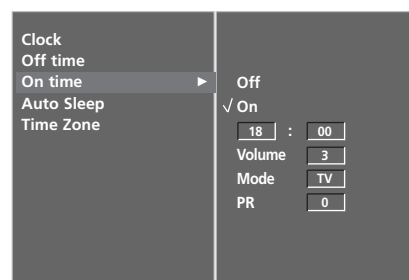 Clock
Off time
On time ►
Auto Sleep
Time Zone
Off
√ On
18 : 00
Volume 3
Mode TV
PR 0